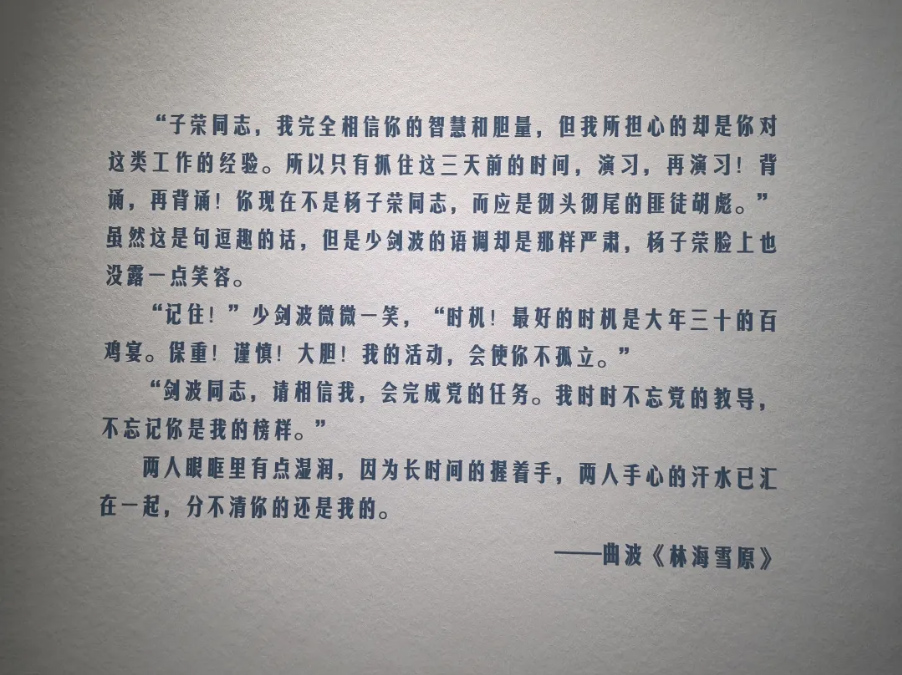 “子荣同志，我完全相信你的智慧和胆量，但我所担心的却是你对
这类工作的经验。所以只有抓住这三天前的时间，演习，再演习！背
诵，再背诵！你现在不是杨子荣同志，而应是彻头彻尾的匪徒胡彪。”
虽然这是句逗趣的话，但是少剑波的语调却是那样严肃，杨子荣脸上也
没露一点笑容。
“记住！”少剑波微微一笑，“时机！最好的时机是大年三十的百
鸡宴。保重！谨慎！大胆！我的活动，会使你不孤立。”
“剑波同志，请相信我，会完成党的任务。我时时不忘党的教导，
不忘记你是我的榜样。”
两人眼眶里有点湿润，因为长时间的握着手，两人手心的汗水已汇
在一起，分不清你的还是我的。
——曲波《林海雪原》